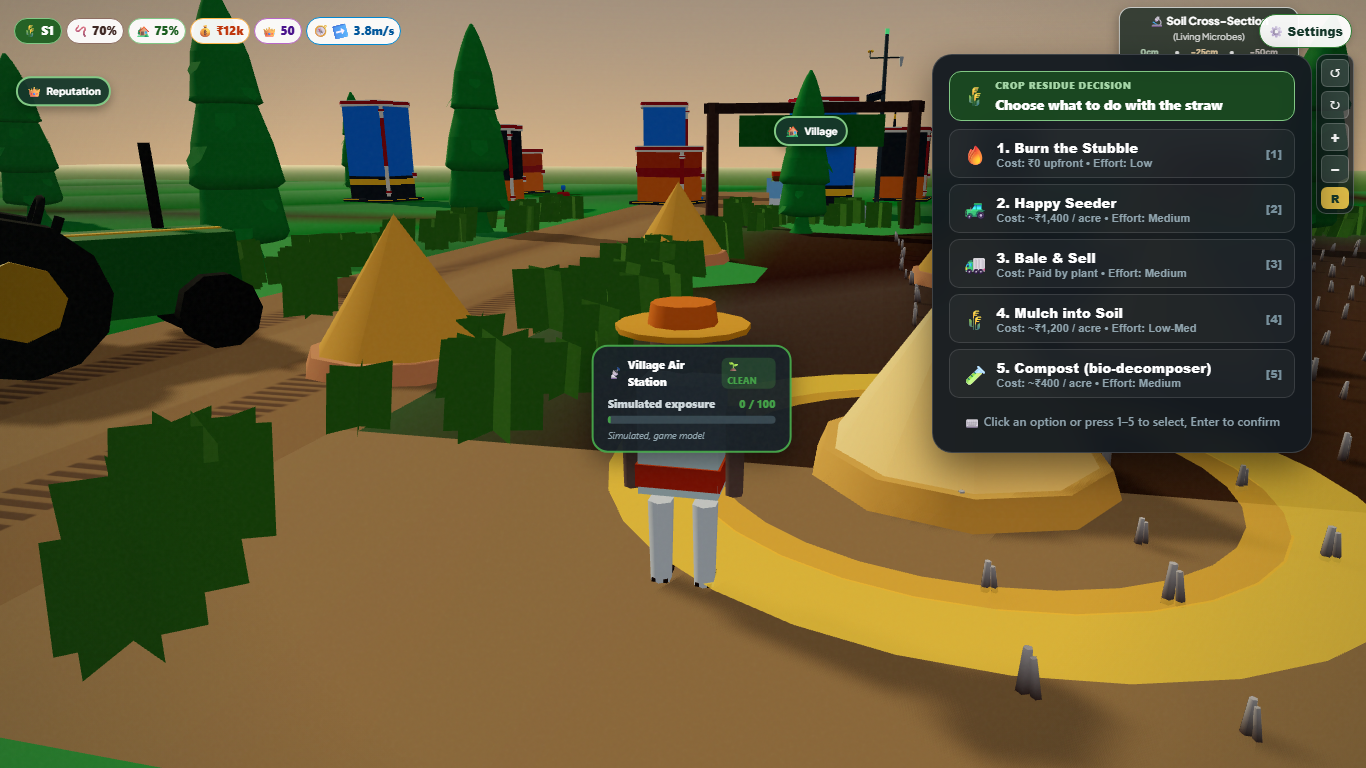 S1
70%
75%
₹12k
50
3.8m/s
Reputation
Village
Soil Cross-Sectio
(Living Microbes)
0cm • ~25cm • ~50cm
Settings
CROP RESIDUE DECISION
Choose what to do with the straw
1. Burn the Stubble
Cost: ₹0 upfront • Effort: Low
[1]
2. Happy Seeder
Cost: ~₹1,400 / acre • Effort: Medium
[2]
3. Bale & Sell
Cost: Paid by plant • Effort: Medium
[3]
4. Mulch into Soil
Cost: ~₹1,200 / acre • Effort: Low-Med
[4]
5. Compost (bio-decomposer)
Cost: ~₹400 / acre • Effort: Medium
[5]
Click an option or press 1–5 to select, Enter to confirm
↺
↻
+
−
R
Village Air
Station
CLEAN
Simulated exposure 0 / 100
Simulated, game model